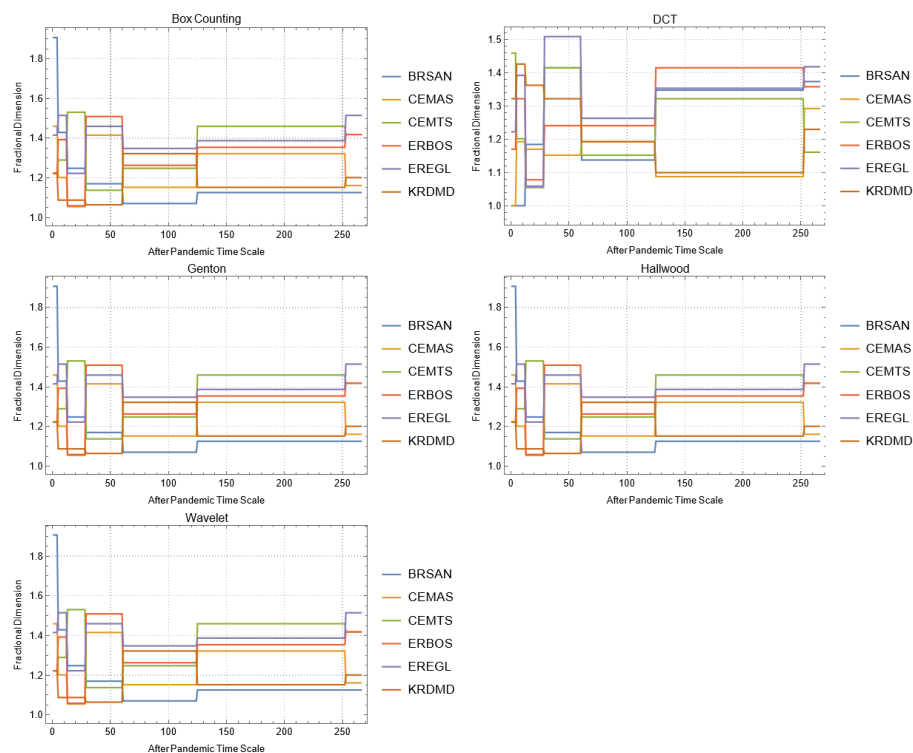 Box Counting
Fractional Dimension
1.8
1.6
1.4
1.2
1.0
0 50 100 150 200 250
After Pandemic Time Scale
BRSAN
CEMAS
CEMTS
ERBOS
EREGL
KRDMD
DCT
Fractional Dimension
1.5
1.4
1.3
1.2
1.1
1.0
0 50 100 150 200 250
After Pandemic Time Scale
BRSAN
CEMAS
CEMTS
ERBOS
EREGL
KRDMD
Genton
Fractional Dimension
1.8
1.6
1.4
1.2
1.0
0 50 100 150 200 250
After Pandemic Time Scale
BRSAN
CEMAS
CEMTS
ERBOS
EREGL
KRDMD
Hallwood
Fractional Dimension
1.8
1.6
1.4
1.2
1.0
0 50 100 150 200 250
After Pandemic Time Scale
BRSAN
CEMAS
CEMTS
ERBOS
EREGL
KRDMD
Wavelet
Fractional Dimension
1.8
1.6
1.4
1.2
1.0
0 50 100 150 200 250
After Pandemic Time Scale
BRSAN
CEMAS
CEMTS
ERBOS
EREGL
KRDMD